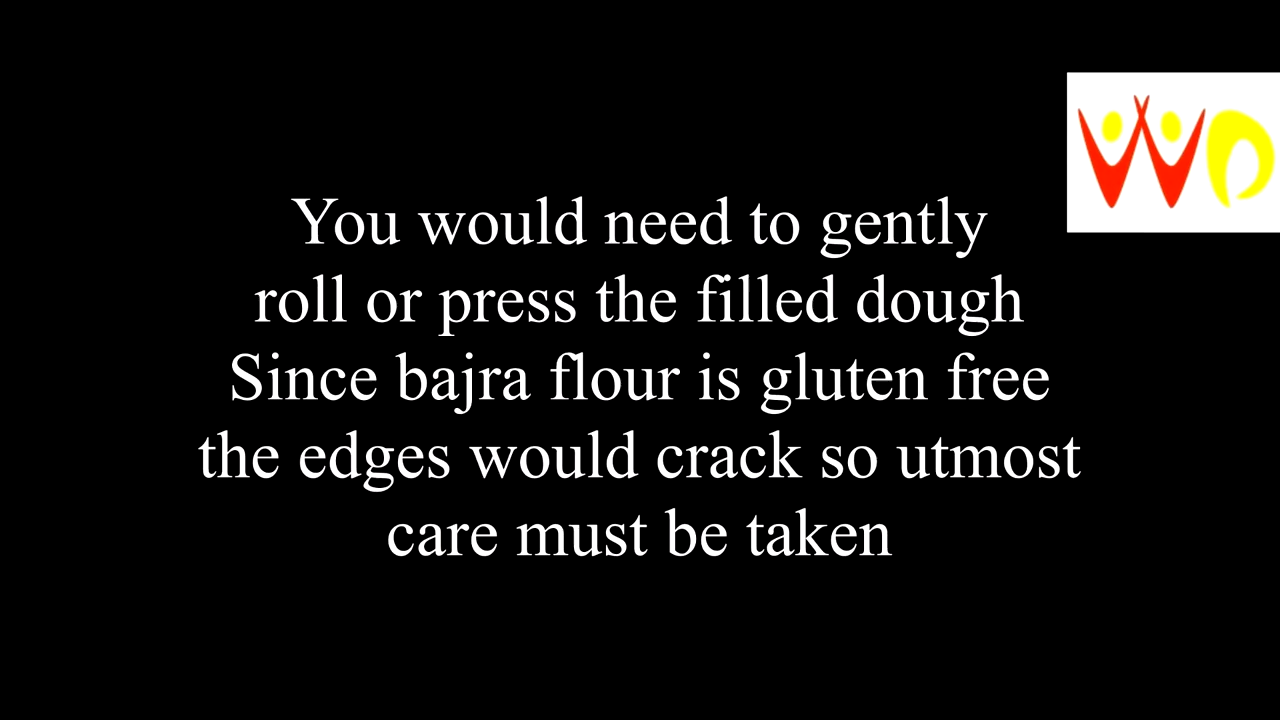 You would need to gently
roll or press the filled dough
Since bajra flour is gluten free
the edges would crack so utmost
care must be taken